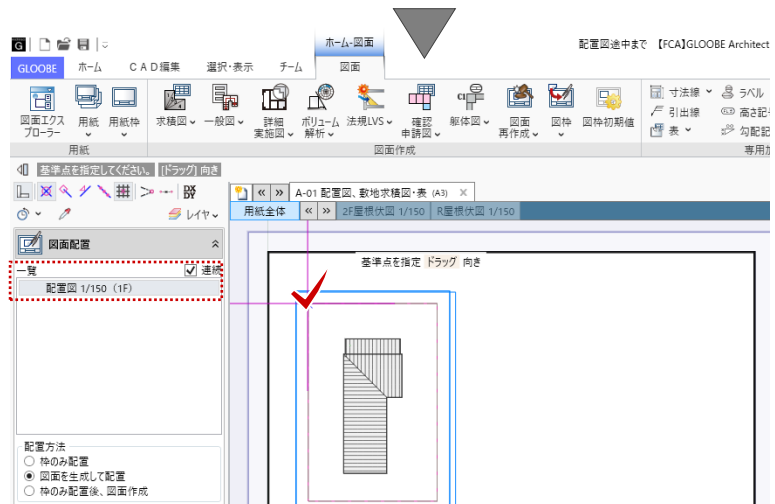 ホーム-図面
配置図途中まで 【FCA】GLOOBE Architect
GLOOBE ホーム CAD編集 選択・表示 チーム 図面
図面エクスプローラー 用紙 用紙枠 求積図 一般図 詳細実施図 ボリューム解析 法規LVS 確認申請図 躯体図 図面再作成 図枠 図枠初期値
寸法線 ラベル
引出線 高さ記
表 勾配記
用紙 図面作成 専用
基準点を指定してください。 [ドラッグ] 向き
A-01 配置図、敷地求積図・表 (A3)
レイヤ
用紙全体 2F屋根伏図 1/150 R屋根伏図 1/150
図面配置
基準点を指定 ドラッグ 向き
一覧 連続
配置図 1/150 (1F)
配置方法
枠のみ配置
図面を生成して配置
枠のみ配置後、図面作成